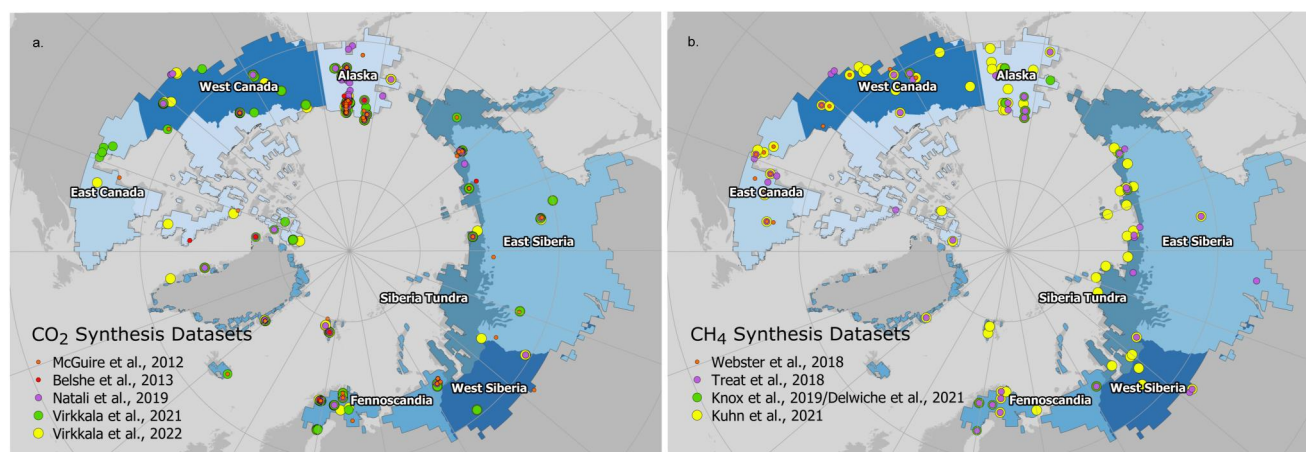 a.
Alaska
West Canada
East Canada
East Siberia
Siberia Tundra
West Siberia
Fennoscandia
CO₂ Synthesis Datasets
McGuire et al., 2012
Belshe et al., 2013
Natali et al., 2019
Virkkala et al., 2021
Virkkala et al., 2022
b.
Alaska
West Canada
East Canada
East Siberia
Siberia Tundra
West Siberia
Fennoscandia
CH₄ Synthesis Datasets
Webster et al., 2018
Treat et al., 2018
Knox et al., 2019/Delwiche et al., 2021
Kuhn et al., 2021